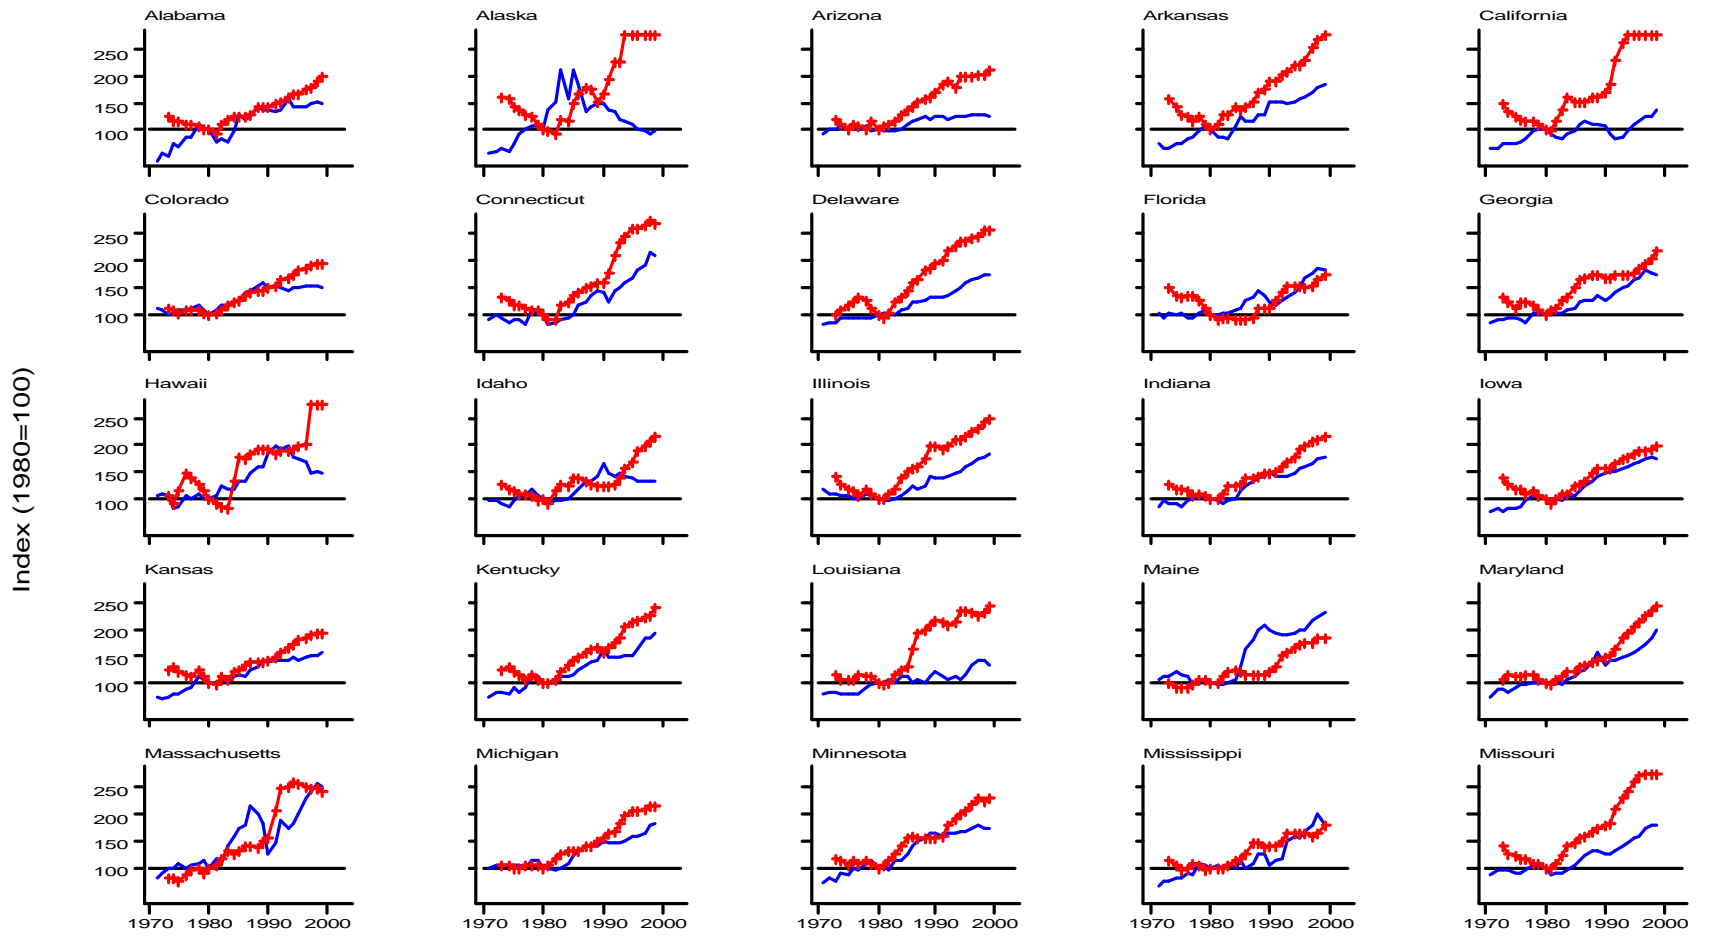 Alabama Alaska Arizona Arkansas California
250
200
150
100
Colorado Connecticut Delaware Florida Georgia
250
200
150
100
Index (1980=100)
Hawaii Idaho Illinois Indiana Iowa
250
200
150
100
Kansas Kentucky Louisiana Maine Maryland
250
200
150
100
Massachusetts Michigan Minnesota Mississippi Missouri
250
200
150
100
1970 1980 1990 2000 1970 1980 1990 2000 1970 1980 1990 2000 1970 1980 1990 2000 1970 1980 1990 2000